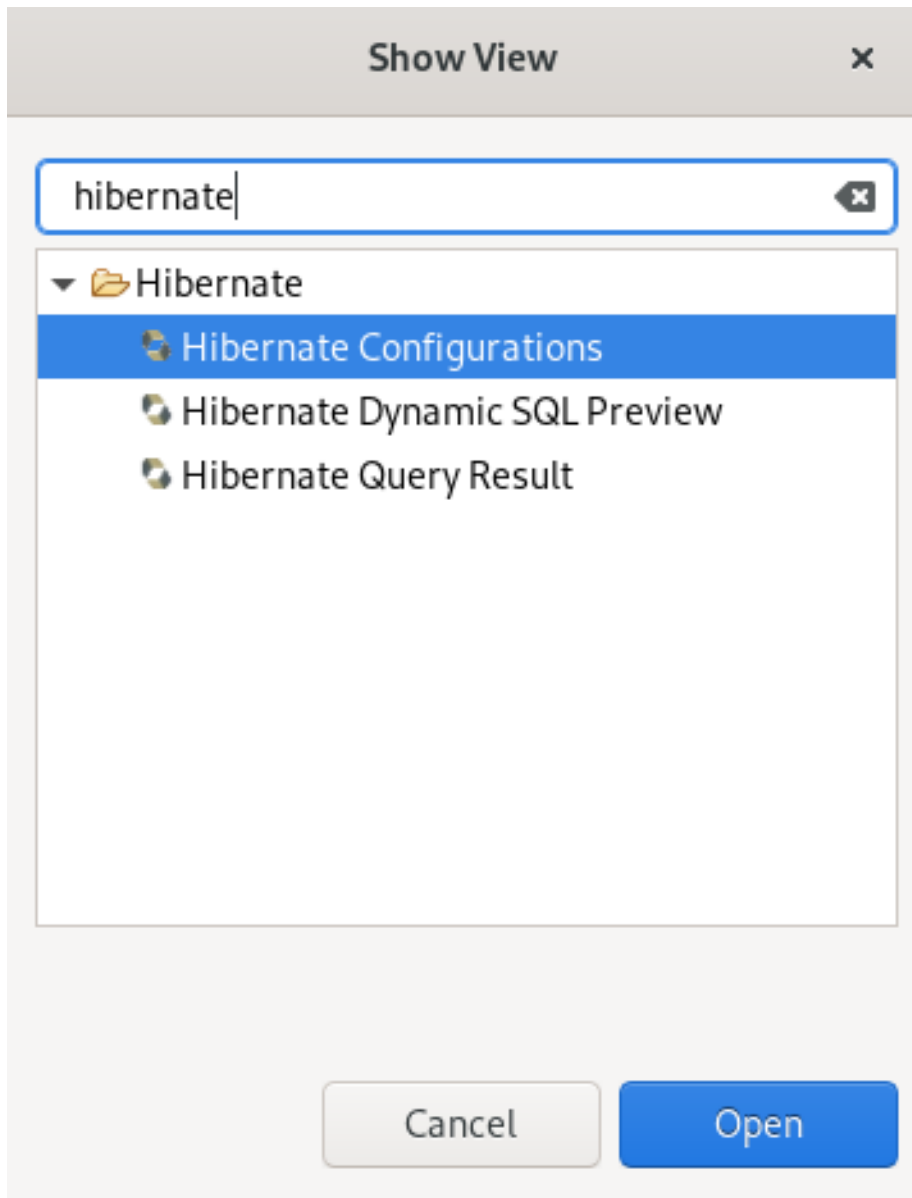 Show View
hibernate
Hibernate
Hibernate Configurations
Hibernate Dynamic SQL Preview
Hibernate Query Result
Cancel
Open